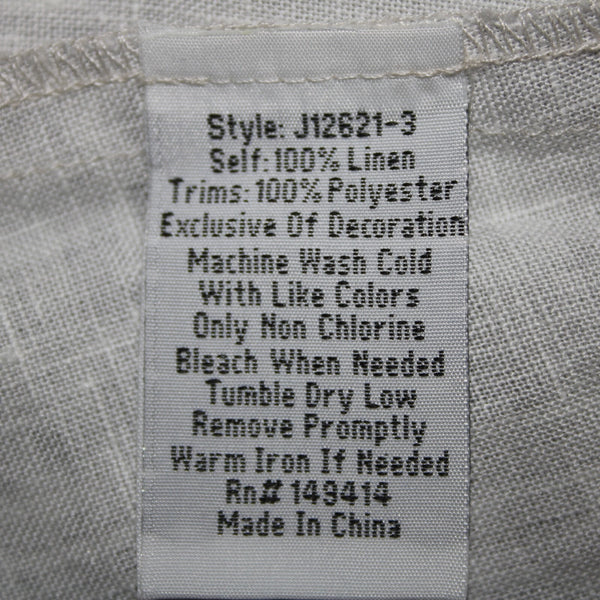 Style: J12621-3
Self: 100% Linen
Trims: 100% Polyester
Exclusive Of Decoration
Machine Wash Cold
With Like Colors
Only Non Chlorine
Bleach When Needed
Tumble Dry Low
Remove Promptly
Warm Iron If Needed
Rn# 149414
Made In China